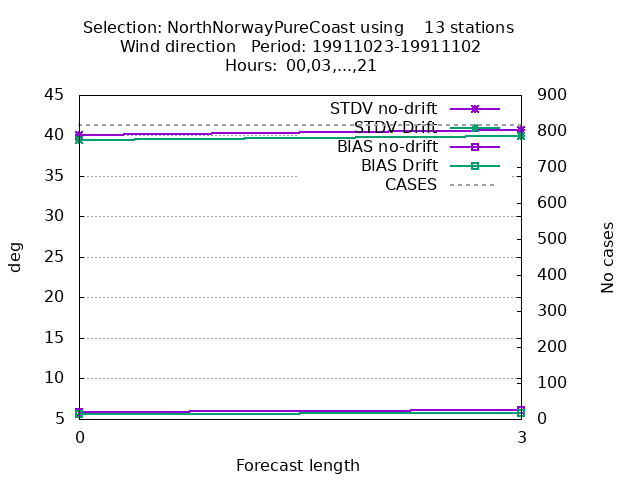 Selection: NorthNorwayPureCoast using    13 stations
Wind direction   Period: 19911023-19911102
Hours:  00,03,...,21
45
40
35
30
25
20
15
10
5
900
800
700
600
500
400
300
200
100
0
STDV no-drift
STDV Drift
BIAS no-drift
BIAS Drift
CASES
deg
No cases
0
3
Forecast length